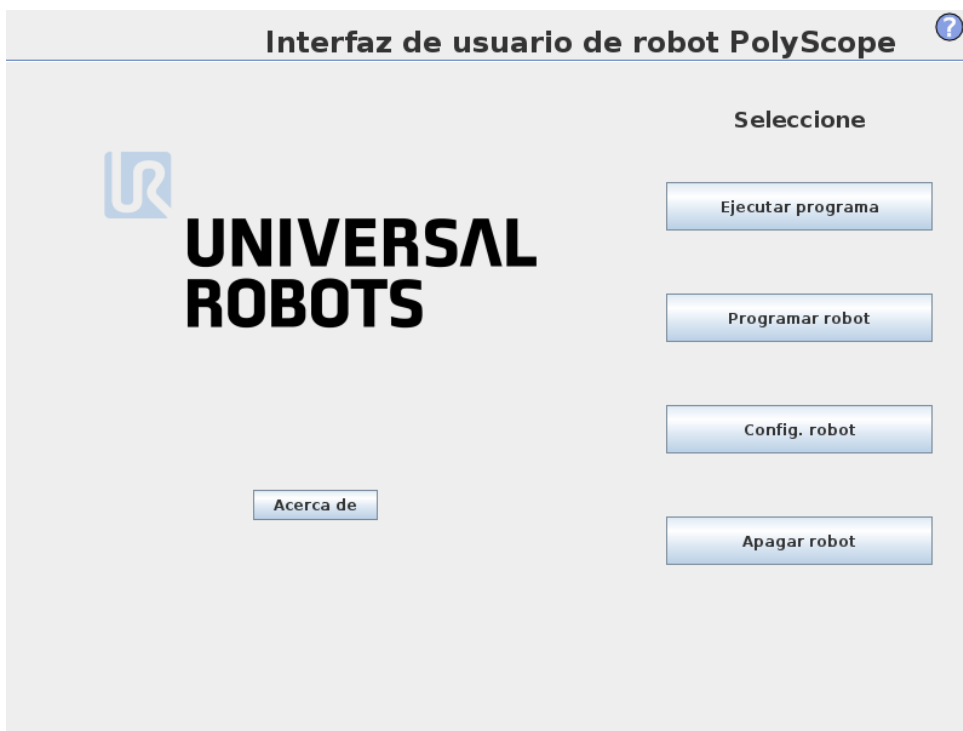 Interfaz de usuario de robot PolyScope
?
Seleccione
UR
UNIVERSAL
ROBOTS
Ejecutar programa
Programar robot
Config. robot
Acerca de
Apagar robot